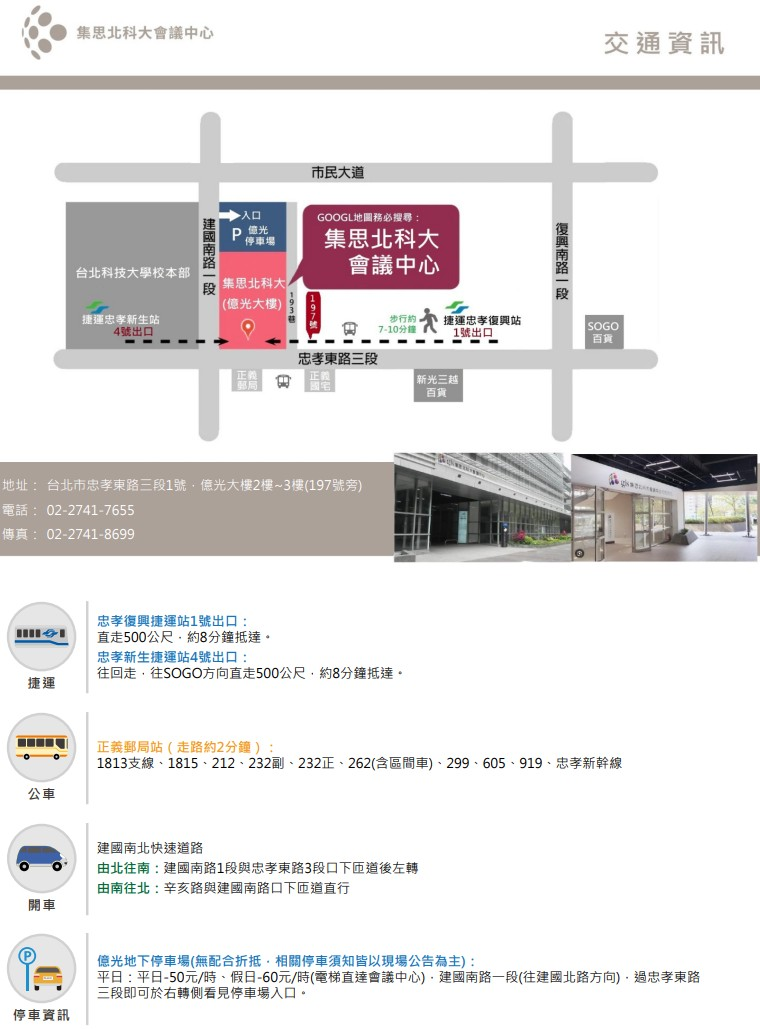 集思北科大會議中心
交通資訊
市民大道
建國南路一段
復興南路一段
入口
P 億光
停車場
GOOGL地圖務必搜尋：
集思北科大
會議中心
台北科技大學校本部
集思北科大
(億光大樓)
193巷
197號
捷運忠孝新生站
4號出口
步行約
7-10分鐘
捷運忠孝復興站
1號出口
SOGO
百貨
忠孝東路三段
正義
郵局
正義
國宅
新光三越
百貨
地址： 台北市忠孝東路三段1號，億光大樓2樓~3樓(197號旁)
電話： 02-2741-7655
傳真： 02-2741-8699
捷運
忠孝復興捷運站1號出口：
直走500公尺，約8分鐘抵達。
忠孝新生捷運站4號出口：
往回走，往SOGO方向直走500公尺，約8分鐘抵達。
公車
正義郵局站（走路約2分鐘）：
1813支線、1815、212、232副、232正、262(含區間車)、299、605、919、忠孝新幹線
開車
建國南北快速道路
由北往南：建國南路1段與忠孝東路3段口下匝道後左轉
由南往北：辛亥路與建國南路口下匝道直行
P
停車資訊
億光地下停車場(無配合折抵，相關停車須知皆以現場公告為主)：
平日：平日-50元/時、假日-60元/時(電梯直達會議中心)，建國南路一段(往建國北路方向)，過忠孝東路
三段即可於右轉側看見停車場入口。